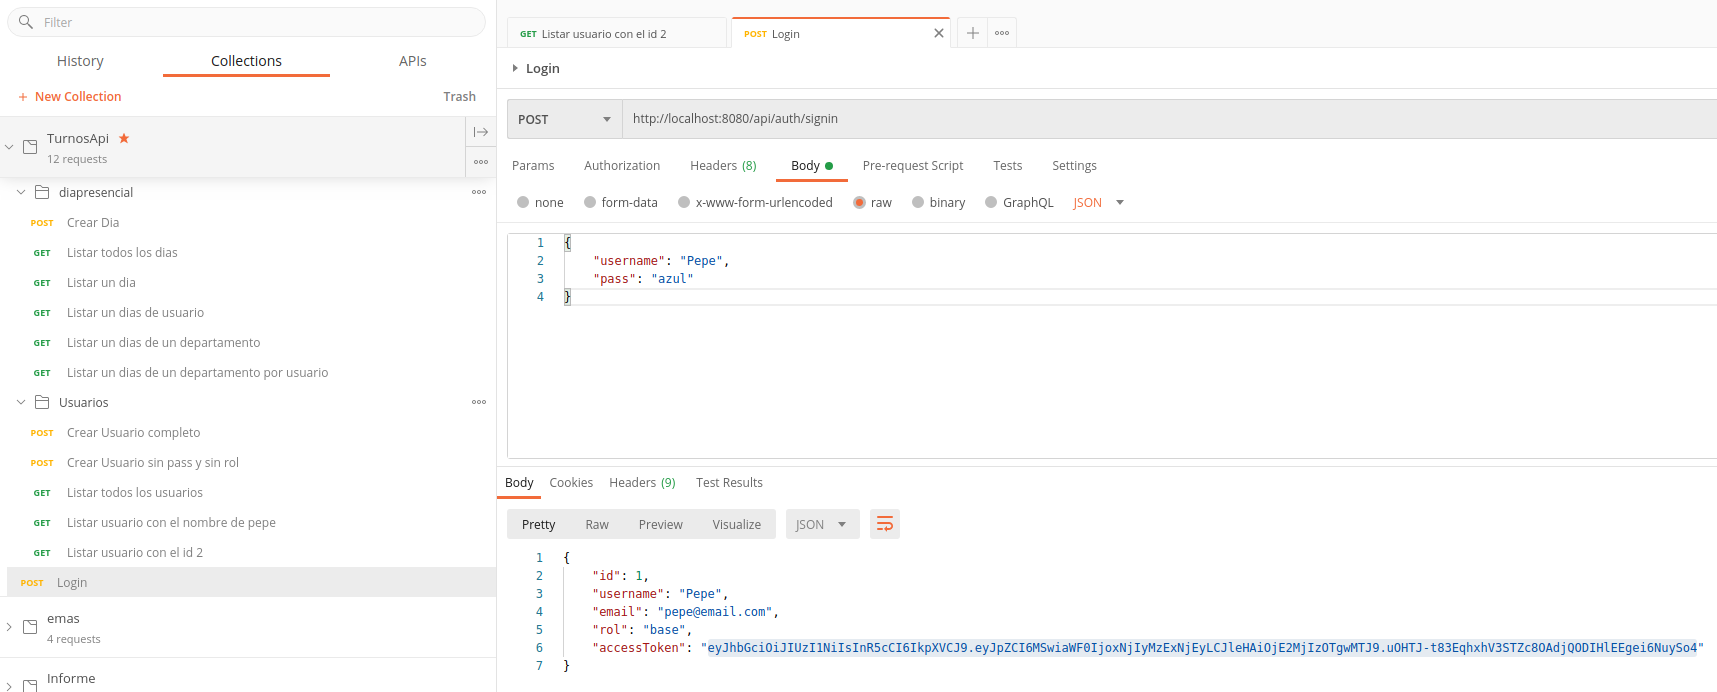 Filter
History Collections APIs
+ New Collection Trash
TurnosApi
12 requests
diapresencial
POST Crear Dia
GET Listar todos los dias
GET Listar un dia
GET Listar un dias de usuario
GET Listar un dias de un departamento
GET Listar un dias de un departamento por usuario
Usuarios
POST Crear Usuario completo
POST Crear Usuario sin pass y sin rol
GET Listar todos los usuarios
GET Listar usuario con el nombre de pepe
GET Listar usuario con el id 2
POST Login
emas
4 requests
Informe
GET Listar usuario con el id 2 POST Login
Login
POST http://localhost:8080/api/auth/signin
Params Authorization Headers (8) Body Pre-request Script Tests Settings
none form-data x-www-form-urlencoded raw binary GraphQL JSON
1 {
2 "username": "Pepe",
3 "pass": "azul"
4 }
Body Cookies Headers (9) Test Results
Pretty Raw Preview Visualize JSON
1 {
2 "id": 1,
3 "username": "Pepe",
4 "email": "pepe@email.com",
5 "rol": "base",
6 "accessToken": "eyJhbGciOiJIUzI1NiIsInR5cCI6IkpXVCJ9.eyJpZCI6MSwiaWF0IjoxNjIyMzExNjEyLCJleHAiOjE2MjIzOTgwMTJ9.uOHTJ-t83EqhxhV3STZc8OAdjQODIHlEEgei6NuySo4"
7 }